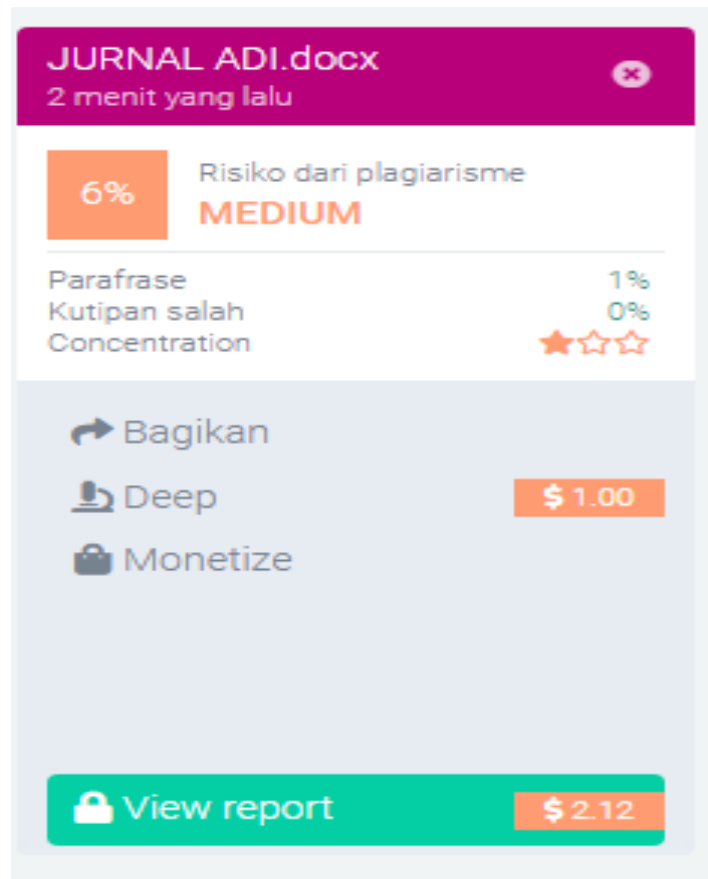 JURNAL ADI.docx
2 menit yang lalu
6%
Risiko dari plagiarisme
MEDIUM
Parafrase 1%
Kutipan salah 0%
Concentration
Bagikan
Deep $ 1.00
Monetize
View report $ 2.12